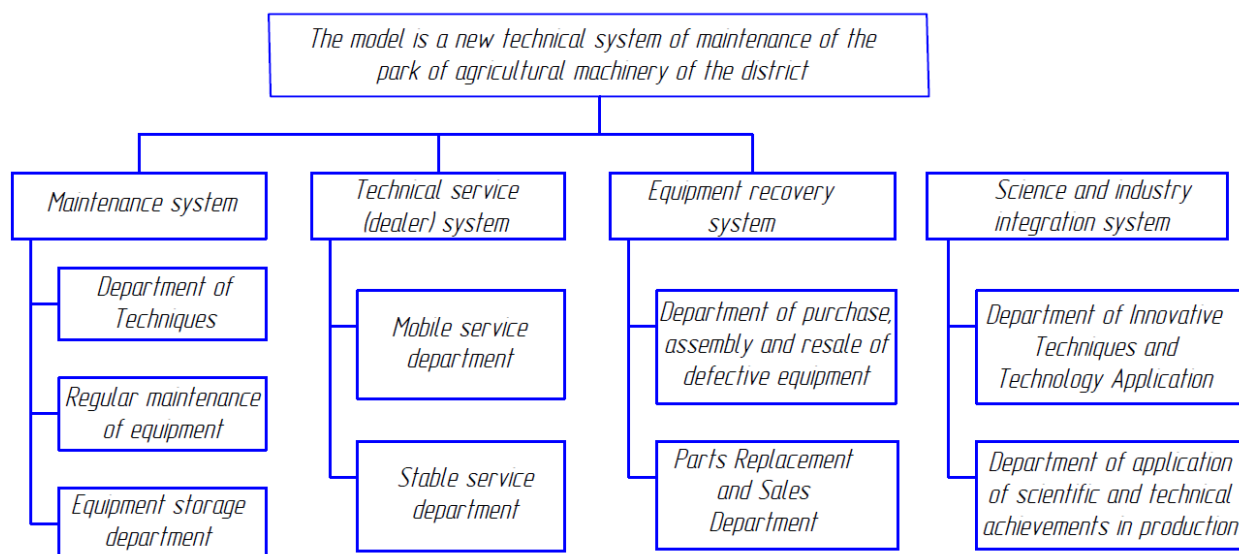 The model is a new technical system of maintenance of the
park of agricultural machinery of the district
Maintenance system
Department of
Techniques
Regular maintenance
of equipment
Equipment storage
department
Technical service
(dealer) system
Mobile service
department
Stable service
department
Equipment recovery
system
Department of purchase,
assembly and resale of
defective equipment
Parts Replacement
and Sales
Department
Science and industry
integration system
Department of Innovative
Techniques and
Technology Application
Department of application
of scientific and technical
achievements in production